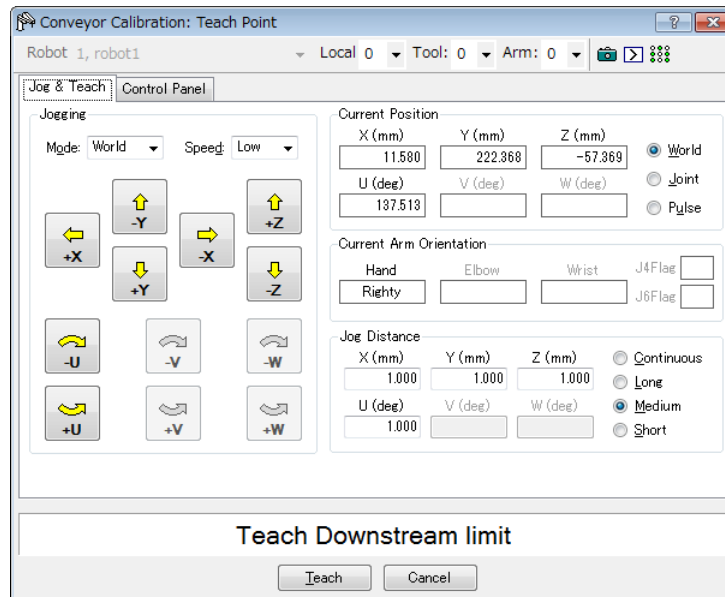 Conveyor Calibration: Teach Point
Robot 1, robot1 Local 0 Tool: 0 Arm: 0
Jog & Teach Control Panel
Jogging
Mode: World Speed: Low
-Y
+Z
+X
-X
+Y
-Z
-U -V -W
+U +V +W
Current Position
X (mm) Y (mm) Z (mm)
11.580 222.368 -57.369
U (deg) V (deg) W (deg)
137.513
World
Joint
Pulse
Current Arm Orientation
Hand Elbow Wrist J4Flag
Righty J6Flag
Jog Distance
X (mm) Y (mm) Z (mm)
1.000 1.000 1.000
U (deg) V (deg) W (deg)
1.000
Continuous
Long
Medium
Short
Teach Downstream limit
Teach Cancel